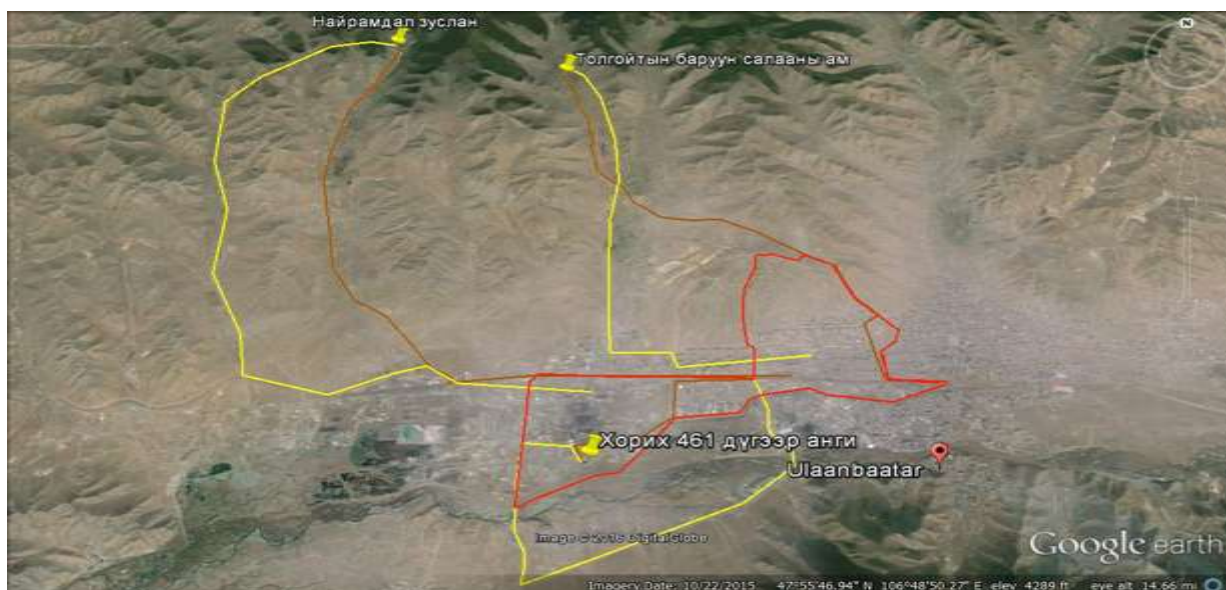 Найрамдал зуслан
Толгойтын баруун салааны ам
N
Хорих 461 дүгээр анги
Ulaanbaatar
Image © 2016 DigitalGlobe
Google earth
Imagery Date: 10/22/2015 47°55'46.94" N 106°48'50.27" E elev 4289 ft eye alt 14.66 mi